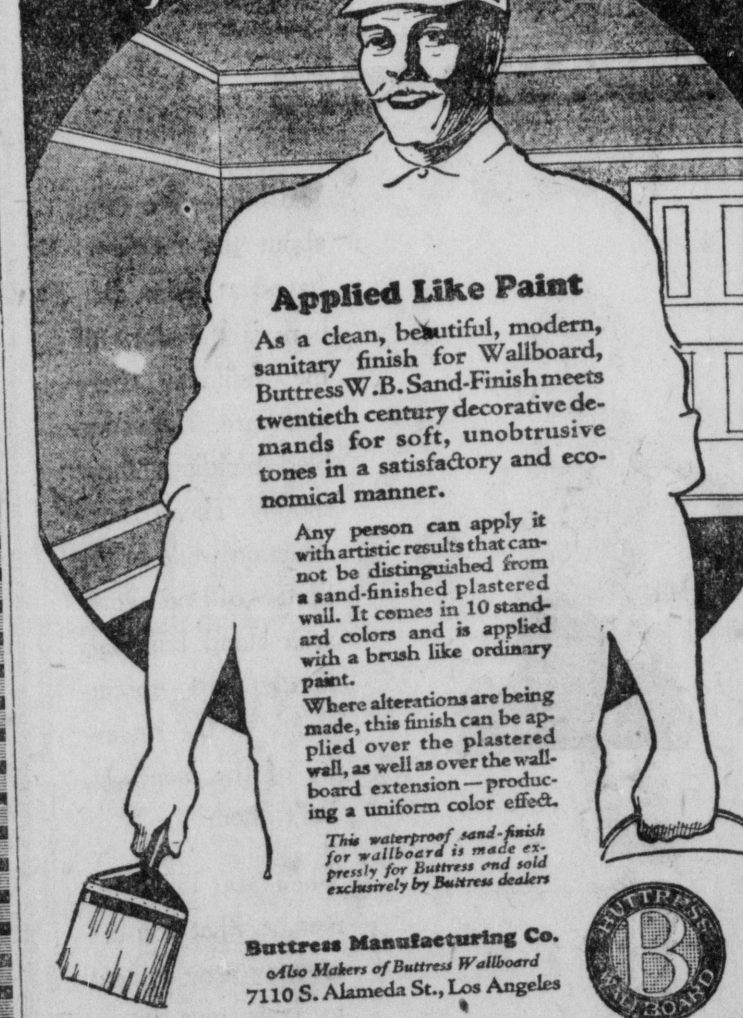 Applied Like Paint
As a clean, beautiful, modern,
sanitary finish for Wallboard,
Buttress W.B. Sand-Finish meets
twentieth century decorative de-
mands for soft, unobtrusive
tones in a satisfactory and eco-
nomical manner.
Any person can apply it
with artistic results that can-
not be distinguished from
a sand-finished plastered
wall. It comes in 10 stand-
ard colors and is applied
with a brush like ordinary
paint.
Where alterations are being
made, this finish can be ap-
plied over the plastered
wall, as well as over the wall-
board extension — produc-
ing a uniform color effect.
This waterproof sand-finish
for wallboard is made ex-
pressly for Buttress and sold
exclusively by Buttress dealers
Buttress Manufacturing Co.
Also Makers of Buttress Wallboard
7110 S. Alameda St., Los Angeles
BUTTRESS
B
WALLBOARD